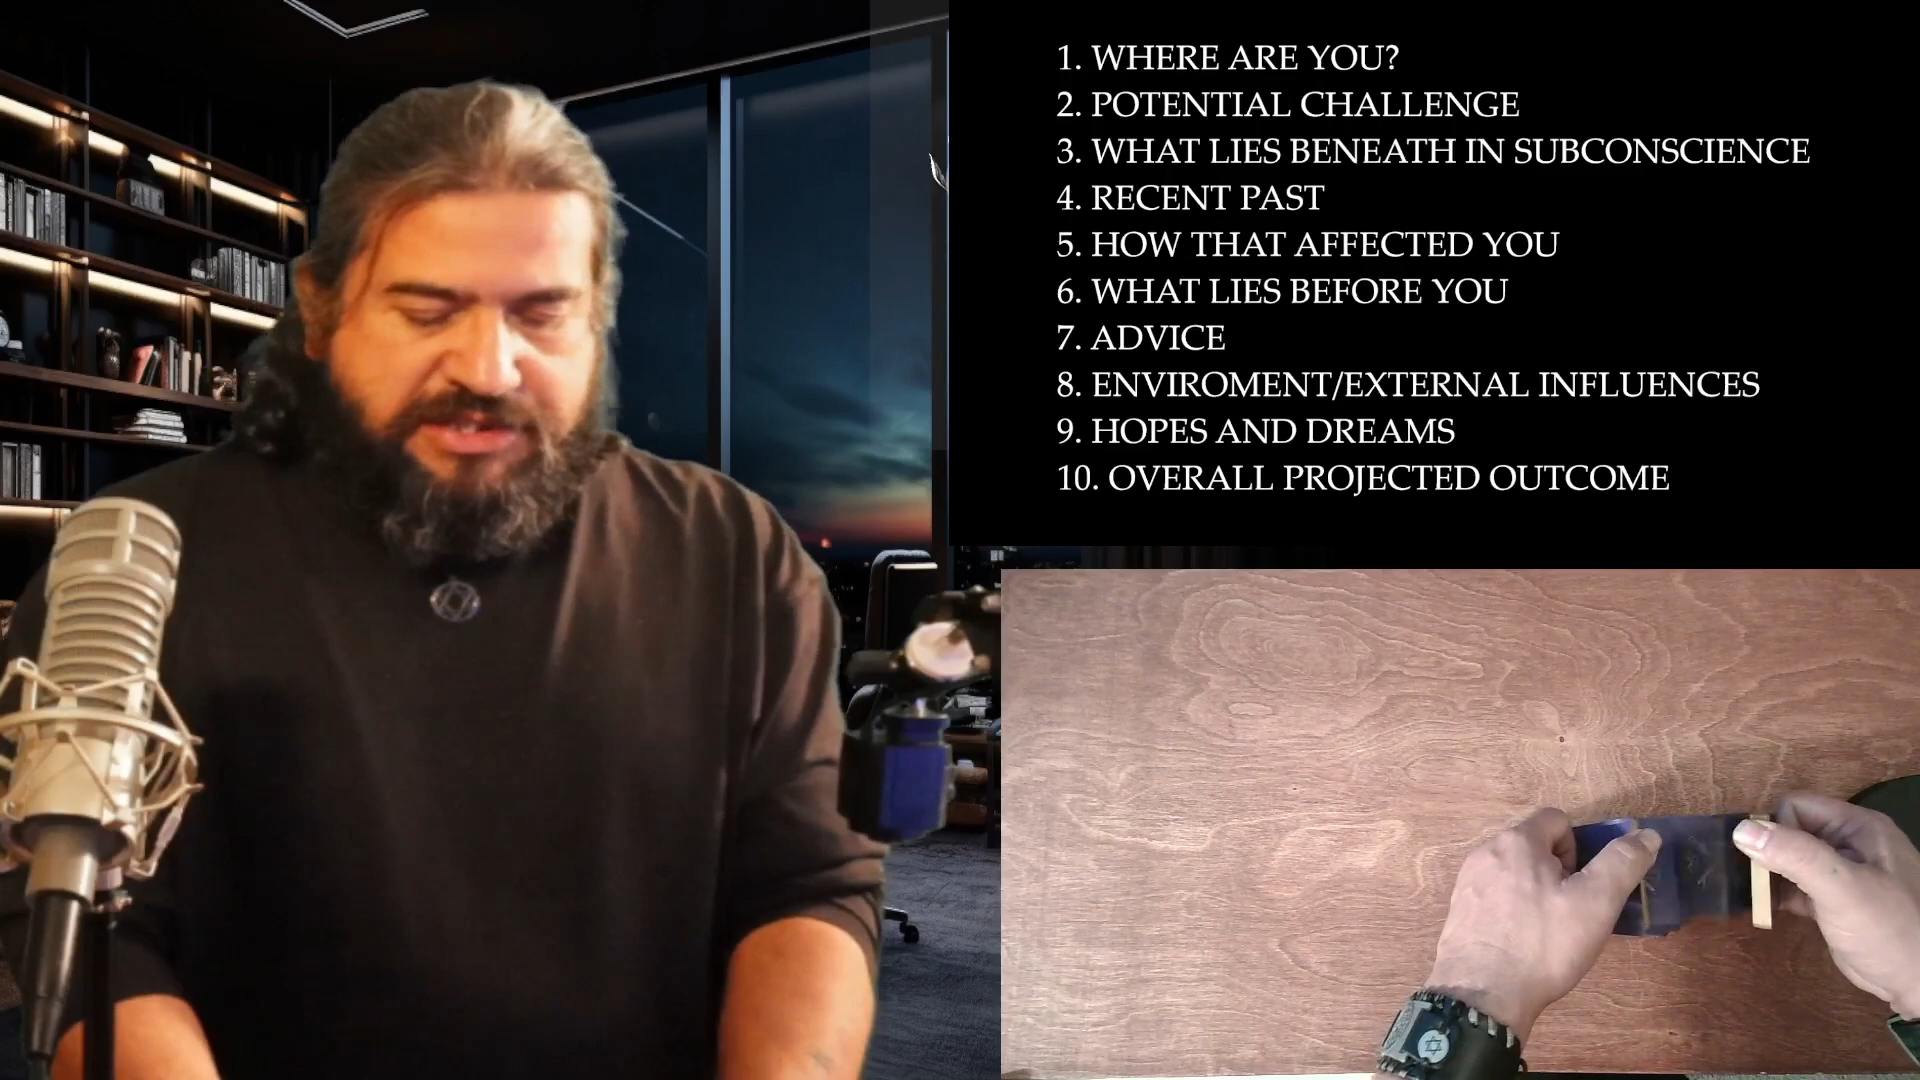 1. WHERE ARE YOU?
2. POTENTIAL CHALLENGE
3. WHAT LIES BENEATH IN SUBCONSCIENCE
4. RECENT PAST
5. HOW THAT AFFECTED YOU
6. WHAT LIES BEFORE YOU
7. ADVICE
8. ENVIROMENT/EXTERNAL INFLUENCES
9. HOPES AND DREAMS
10. OVERALL PROJECTED OUTCOME